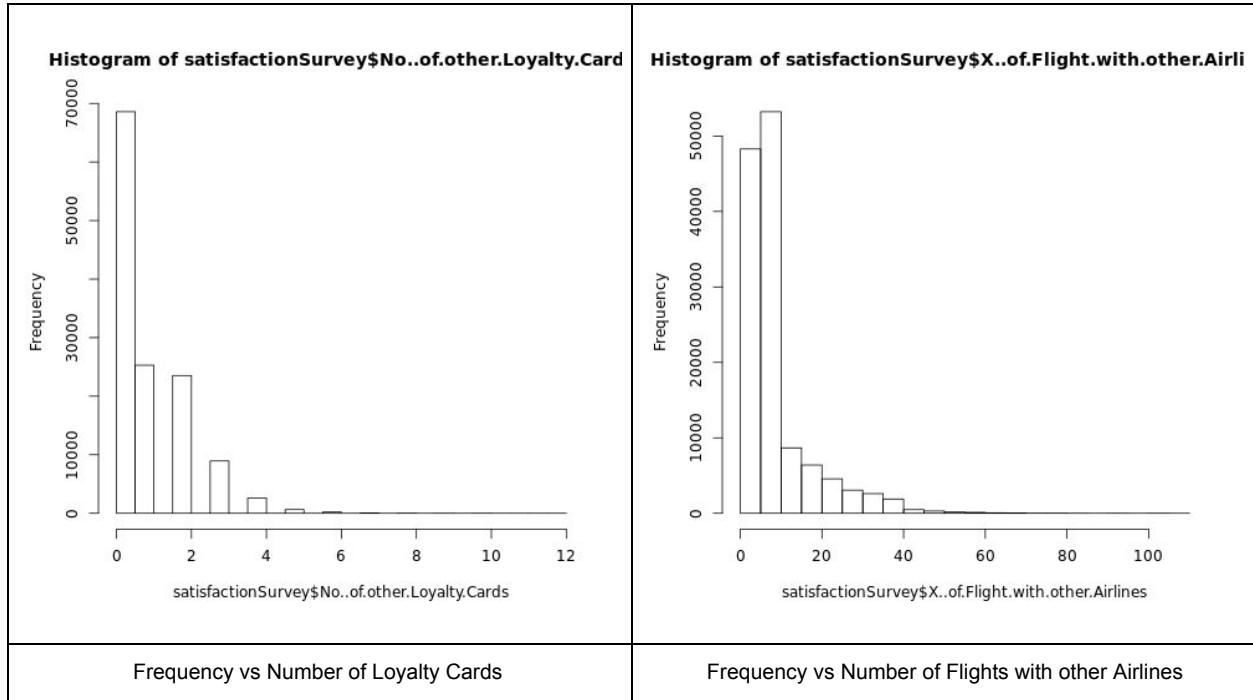 Histogram of satisfactionSurvey$No..of.other.Loyalty.Card
70000
50000
30000
10000
0
Frequency
0 2 4 6 8 10 12
satisfactionSurvey$No..of.other.Loyalty.Cards
Frequency vs Number of Loyalty Cards
Histogram of satisfactionSurvey$X..of.Flight.with.other.Airli
50000
40000
30000
20000
10000
0
Frequency
0 20 40 60 80 100
satisfactionSurvey$X..of.Flight.with.other.Airlines
Frequency vs Number of Flights with other Airlines